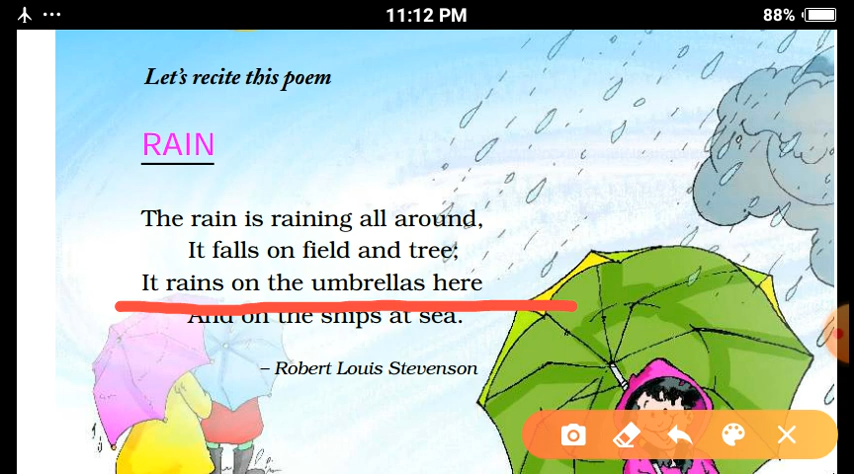 11:12 PM
88%
Let's recite this poem
RAIN
The rain is raining all around,
It falls on field and tree;
It rains on the umbrellas here
And on the ships at sea.
– Robert Louis Stevenson